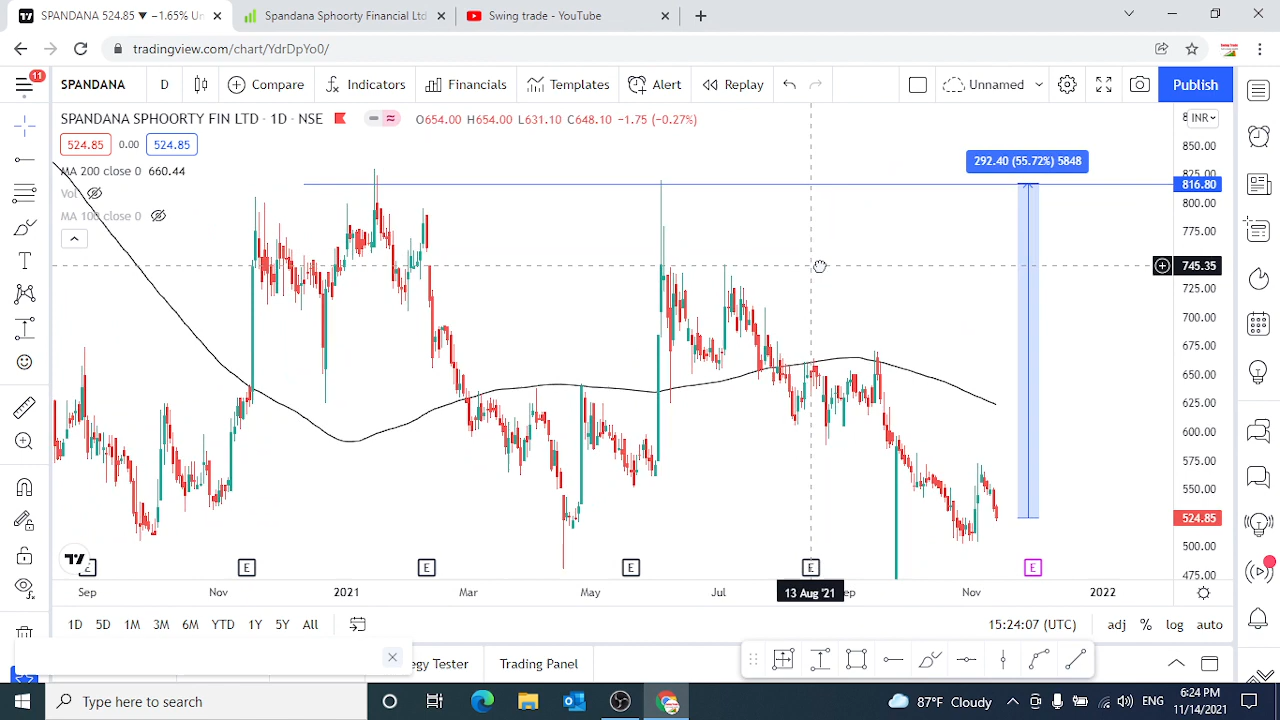 SPANDANA 524.85 ▼ −1.65% Un
Spandana Sphoorty Financial Ltd
Swing trade - YouTube
tradingview.com/chart/YdrDpYo0/
11
SPANDANA
D
Compare
Indicators
Financials
Templates
Alert
Replay
Unnamed
Publish
SPANDANA SPHOORTY FIN LTD · 1D · NSE
O654.00 H654.00 L631.10 C648.10 −1.75 (−0.27%)
INR
524.85
0.00
524.85
MA 200 close 0 660.44
Vol
MA 100 close 0
292.40 (55.72%) 5848
850.00
825.00
816.80
800.00
775.00
745.35
725.00
700.00
675.00
650.00
625.00
600.00
575.00
550.00
524.85
500.00
475.00
E
E
E
E
E
E
Sep
Nov
2021
Mar
May
Jul
13 Aug '21
ep
Nov
2022
1D
5D
1M
3M
6M
YTD
1Y
5Y
All
15:24:07 (UTC)
adj
%
log
auto
egy Tester
Trading Panel
Type here to search
87°F Cloudy
ENG
6:24 PM
11/14/2021